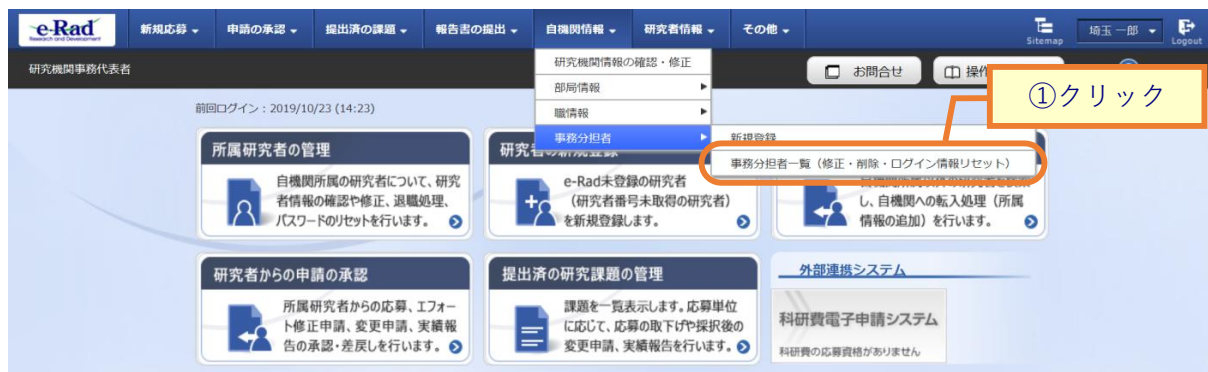 e-Rad
Research and Development
新規応募
申請の承認
提出済の課題
報告書の提出
自機関情報
研究者情報
その他
Sitemap
埼玉 一郎
Logout
研究機関事務代表者
お問合せ
操作
研究機関情報の確認・修正
部局情報
職情報
事務分担者
新規登録
事務分担者一覧（修正・削除・ログイン情報リセット）
①クリック
前回ログイン：2019/10/23 (14:23)
所属研究者の管理
自機関所属の研究者について、研究
者情報の確認や修正、退職処理、
パスワードのリセットを行います。
研究者の新規登録
e-Rad未登録の研究者
（研究者番号未取得の研究者）
を新規登録します。
し、自機関への転入処理（所属
情報の追加）を行います。
研究者からの申請の承認
所属研究者からの応募、エフォー
ト修正申請、変更申請、実績報
告の承認・差戻しを行います。
提出済の研究課題の管理
課題を一覧表示します。応募単位
に応じて、応募の取下げや採択後の
変更申請、実績報告を行います。
外部連携システム
科研費電子申請システム
科研費の応募資格がありません